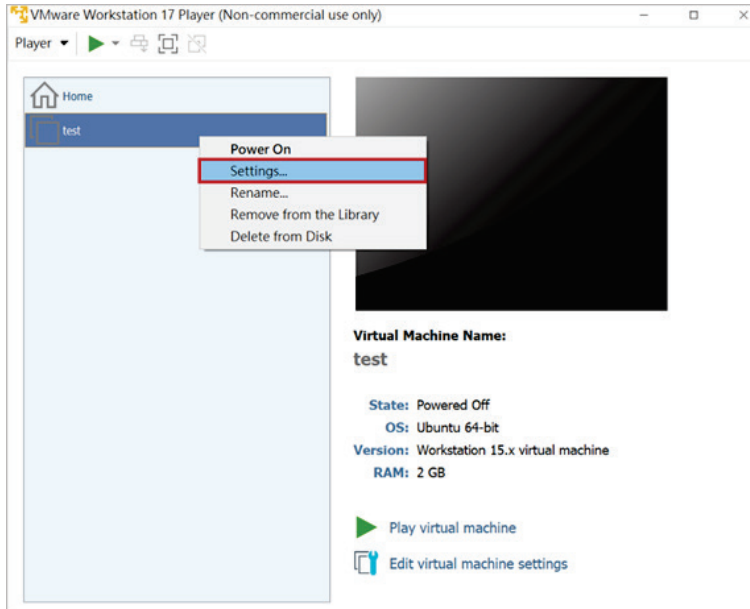 VMware Workstation 17 Player (Non-commercial use only)
Player
Home
test
Power On
Settings...
Rename...
Remove from the Library
Delete from Disk
Virtual Machine Name:
test
State: Powered Off
OS: Ubuntu 64-bit
Version: Workstation 15.x virtual machine
RAM: 2 GB
Play virtual machine
Edit virtual machine settings